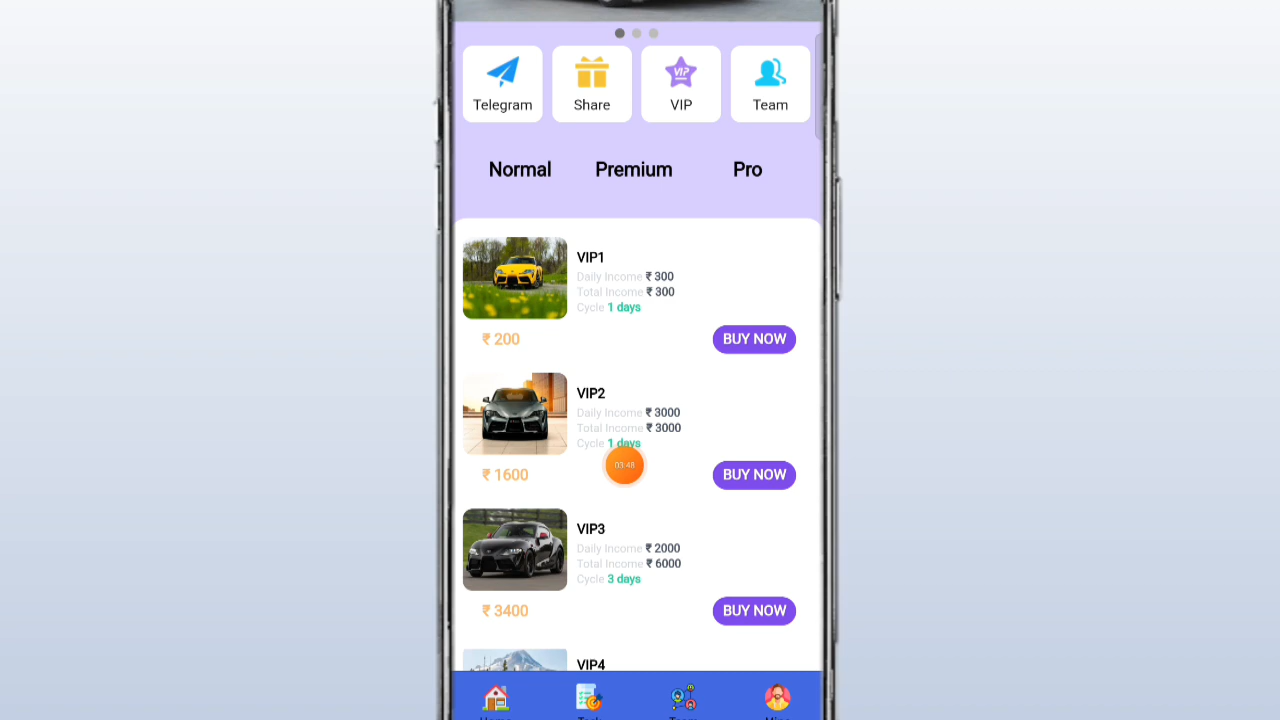 Telegram
Share
VIP
VIP
Team
Normal
Premium
Pro
VIP1
Daily Income ₹ 300
Total Income ₹ 300
Cycle 1 days
₹ 200
BUY NOW
VIP2
Daily Income ₹ 3000
Total Income ₹ 3000
Cycle 1 days
03:48
₹ 1600
BUY NOW
VIP3
Daily Income ₹ 2000
Total Income ₹ 6000
Cycle 3 days
₹ 3400
BUY NOW
VIP4